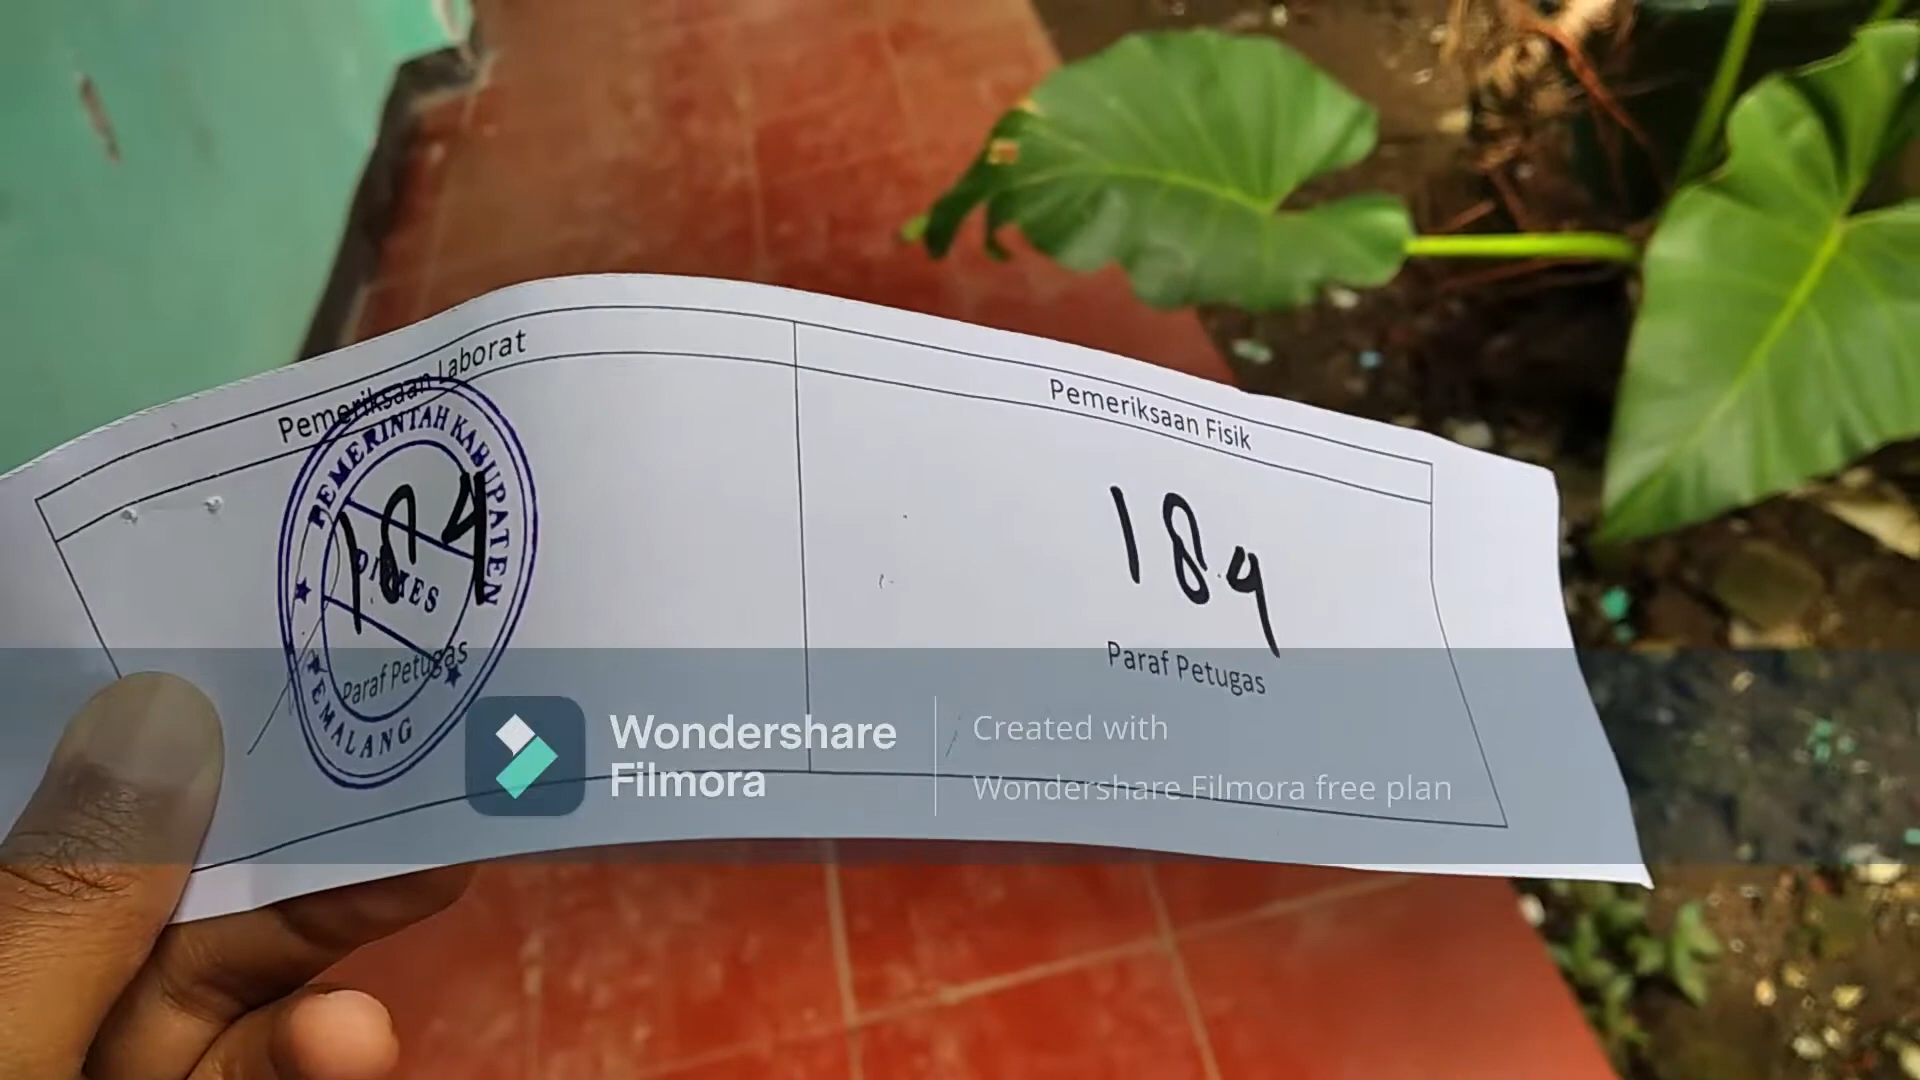 Pemeriksaan Laborat
Pemeriksaan Fisik
PEMERINTAH KABUPATEN
184
184
DINKES
Paraf Petugas
Paraf Petugas
PEMALANG
Wondershare
Filmora
Created with
Wondershare Filmora free plan